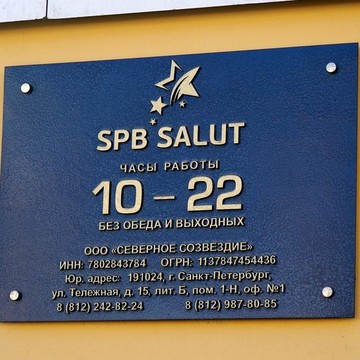 SPB SALUT
ЧАСЫ РАБОТЫ
10 – 22
БЕЗ ОБЕДА И ВЫХОДНЫХ
ООО «СЕВЕРНОЕ СОЗВЕЗДИЕ»
ИНН: 7802843784 ОГРН: 1137847454436
Юр. адрес: 191024, г. Санкт-Петербург,
ул. Тележная, д. 15, лит. Б, пом. 1-Н, оф. №1
8 (812) 242-82-24 8 (812) 987-80-85